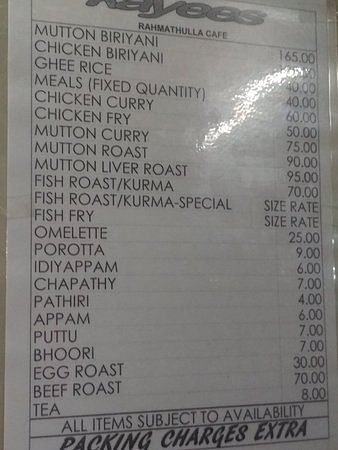 Rayees
RAHMATHULLA CAFE
MUTTON BIRIYANI 165.00
CHICKEN BIRIYANI
GHEE RICE 40.00
MEALS (FIXED QUANTITY) 40.00
CHICKEN CURRY 60.00
CHICKEN FRY 50.00
MUTTON CURRY 75.00
MUTTON ROAST 90.00
MUTTON LIVER ROAST 95.00
FISH ROAST/KURMA 70.00
FISH ROAST/KURMA-SPECIAL SIZE RATE
FISH FRY SIZE RATE
OMELETTE 25.00
POROTTA 9.00
IDIYAPPAM 6.00
CHAPATHY 7.00
PATHIRI 4.00
APPAM 6.00
PUTTU 7.00
BHOORI 7.00
EGG ROAST 30.00
BEEF ROAST 70.00
TEA 8.00
ALL ITEMS SUBJECT TO AVAILABILITY
PACKING CHARGES EXTRA